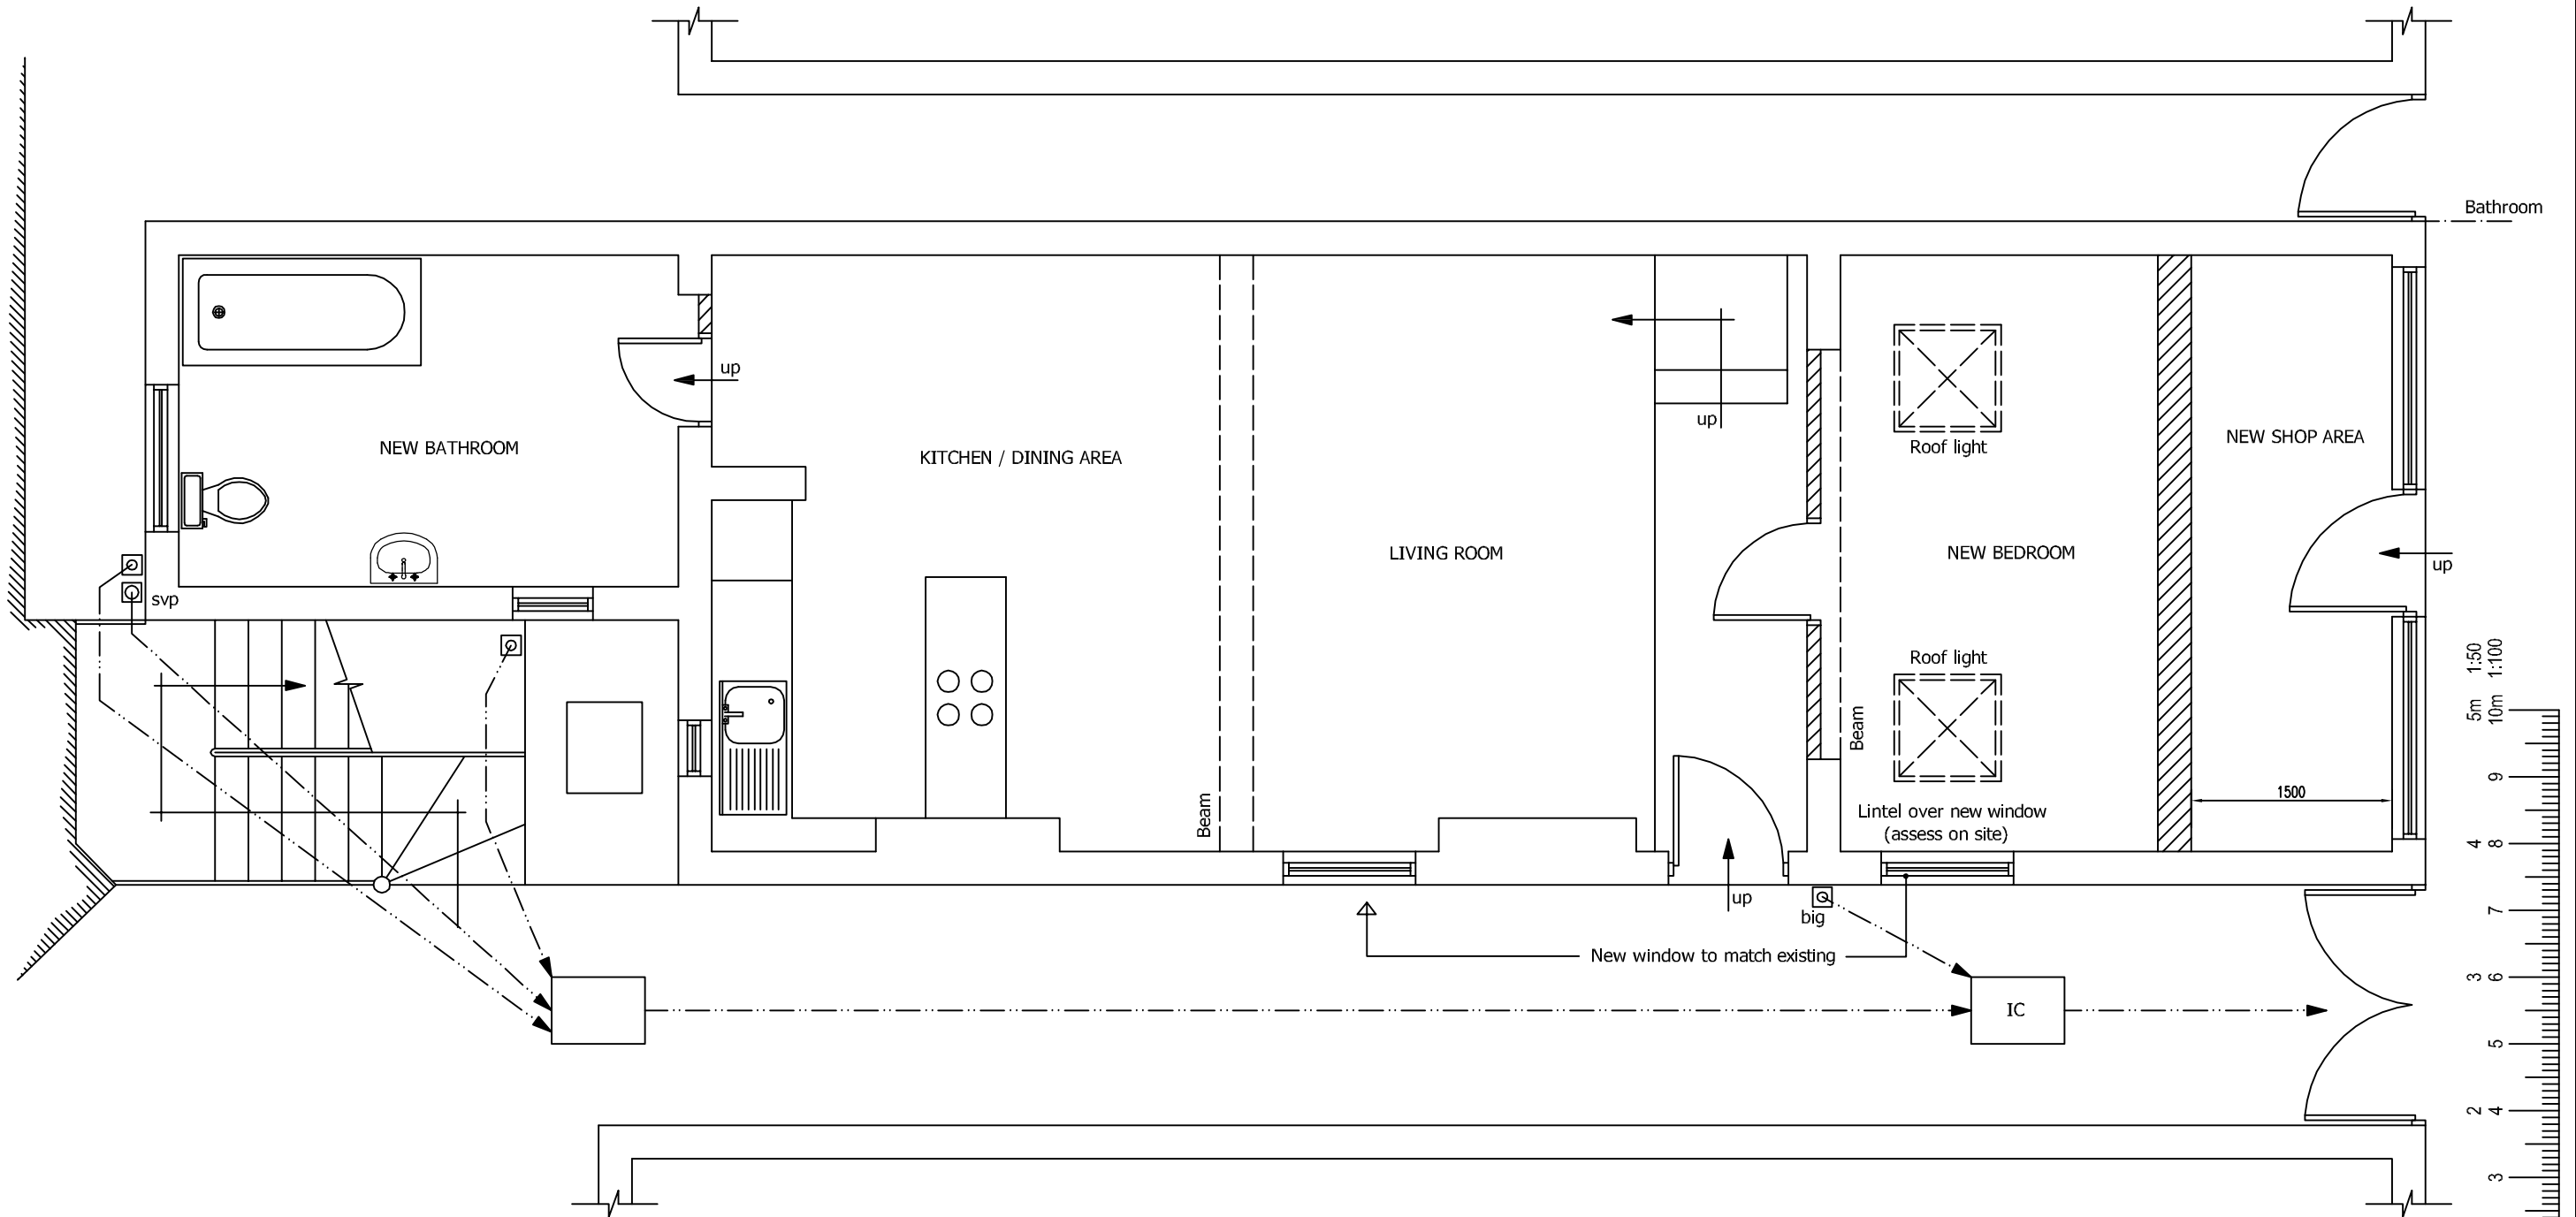 Bathroom
up
NEW BATHROOM
KITCHEN / DINING AREA
up
Roof light
NEW SHOP AREA
LIVING ROOM
NEW BEDROOM
up
svp
Roof light
Beam
Beam
1500
Lintel over new window
(assess on site)
up
big
New window to match existing
IC
1:50
1:100
5m
10m
9
4
8
7
3
6
5
2
4
3